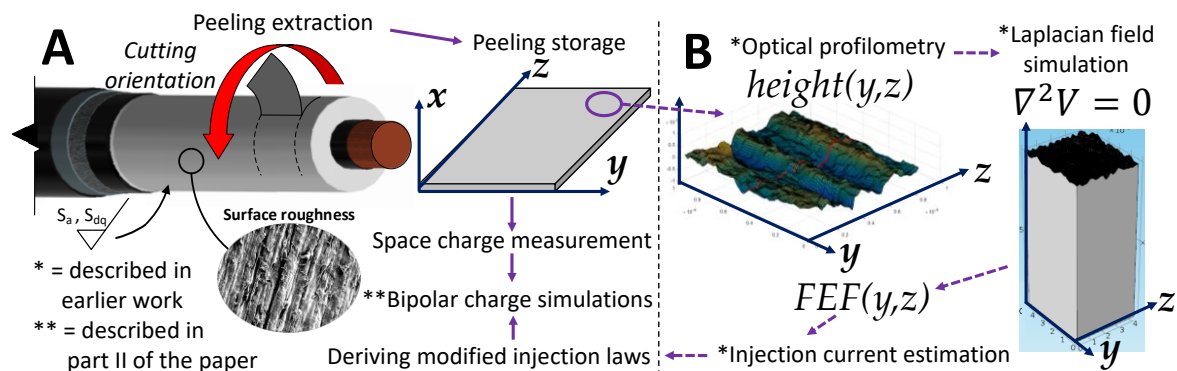 A
Peeling extraction
Cutting
orientation
Peeling storage
x
z
y
Sa , Sdq
Surface roughness
Space charge measurement
* = described in
earlier work
** = described in
part II of the paper
**Bipolar charge simulations
Deriving modified injection laws
B
*Optical profilometry
height(y,z)
z
y
*Laplacian field
simulation
∇²V = 0
z
y
FEF(y,z)
*Injection current estimation